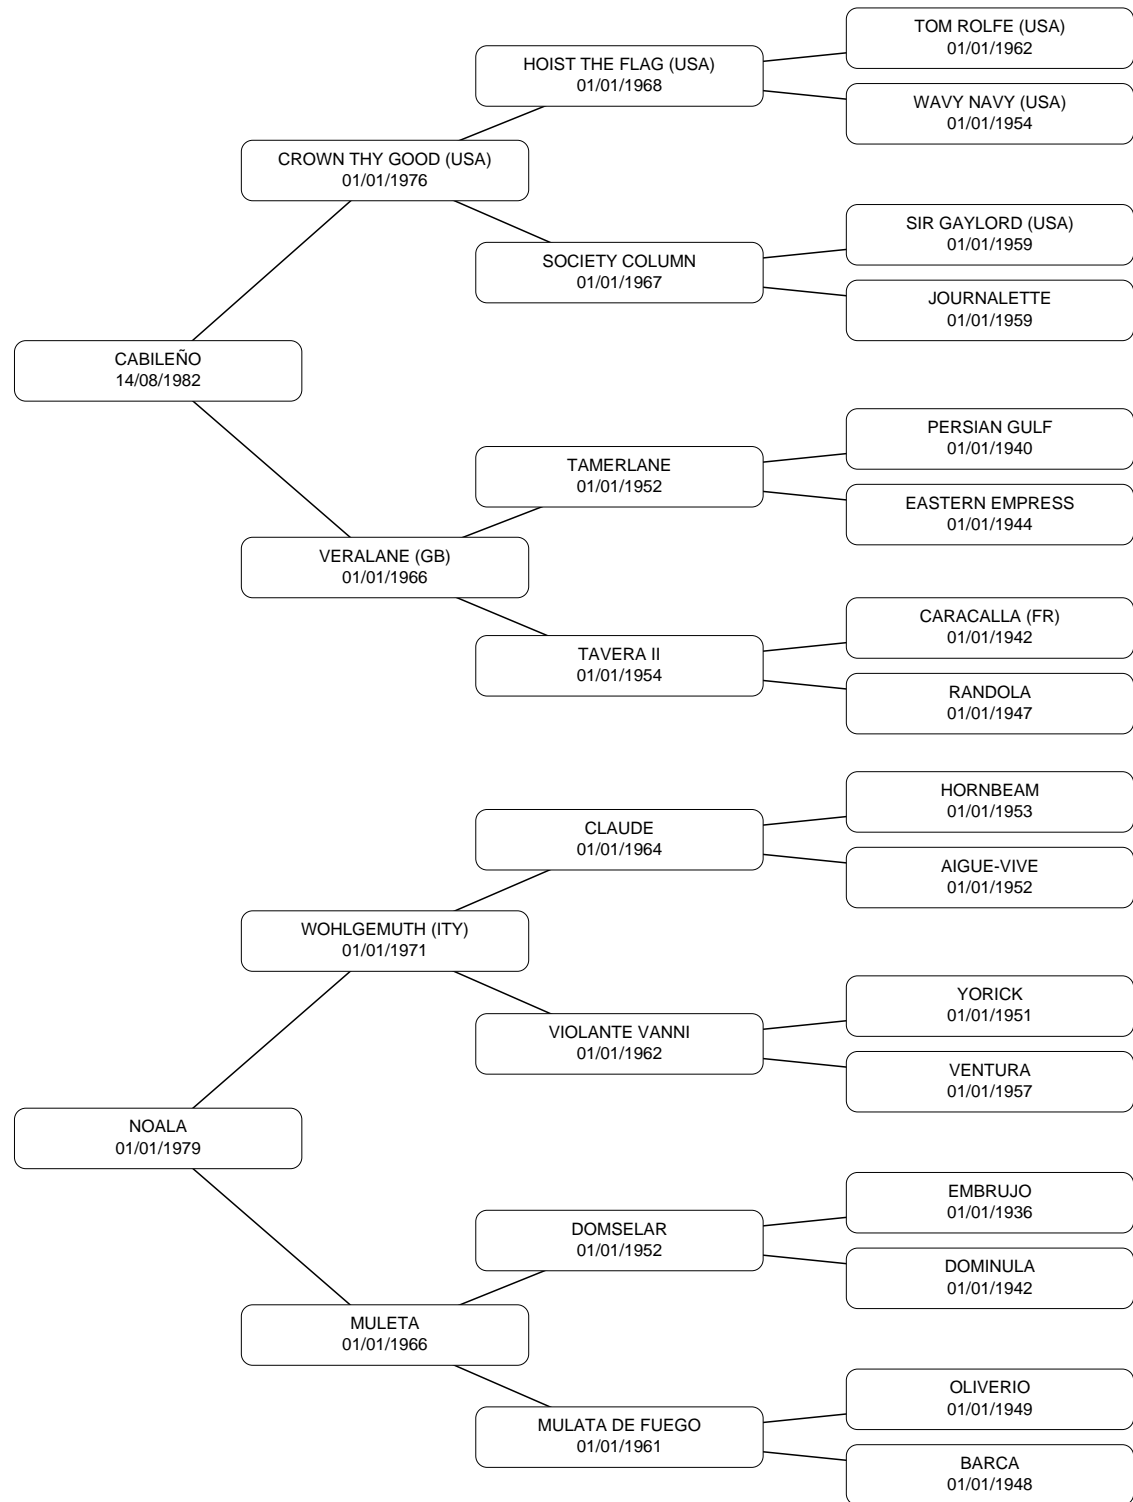 TOM ROLFE (USA)
01/01/1962
HOIST THE FLAG (USA)
01/01/1968
WAVY NAVY (USA)
01/01/1954
CROWN THY GOOD (USA)
01/01/1976
SIR GAYLORD (USA)
01/01/1959
SOCIETY COLUMN
01/01/1967
JOURNALETTE
01/01/1959
CABILEÑO
14/08/1982
PERSIAN GULF
01/01/1940
TAMERLANE
01/01/1952
EASTERN EMPRESS
01/01/1944
VERALANE (GB)
01/01/1966
CARACALLA (FR)
01/01/1942
TAVERA II
01/01/1954
RANDOLA
01/01/1947
HORNBEAM
01/01/1953
CLAUDE
01/01/1964
AIGUE-VIVE
01/01/1952
WOHLGEMUTH (ITY)
01/01/1971
YORICK
01/01/1951
VIOLANTE VANNI
01/01/1962
VENTURA
01/01/1957
NOALA
01/01/1979
EMBRUJO
01/01/1936
DOMSELAR
01/01/1952
DOMINULA
01/01/1942
MULETA
01/01/1966
OLIVERIO
01/01/1949
MULATA DE FUEGO
01/01/1961
BARCA
01/01/1948